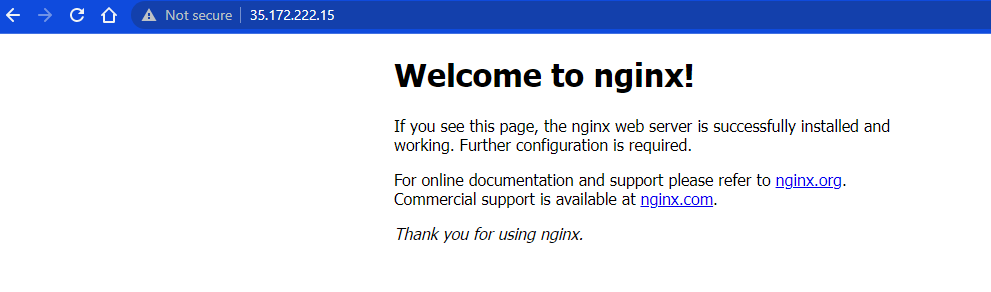 Not secure 35.172.222.15
Welcome to nginx!
If you see this page, the nginx web server is successfully installed and
working. Further configuration is required.
For online documentation and support please refer to nginx.org.
Commercial support is available at nginx.com.
Thank you for using nginx.